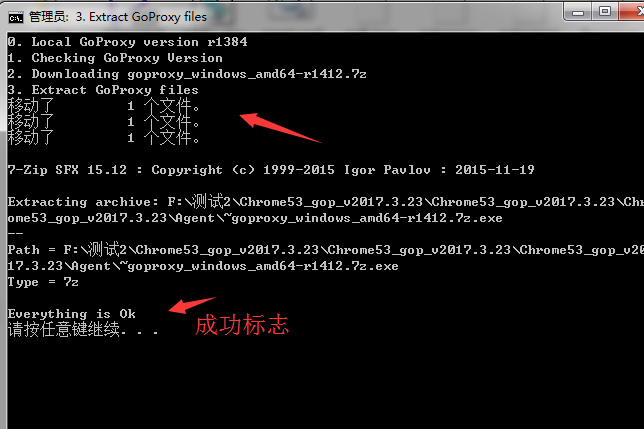 管理员: 3. Extract GoProxy files
0. Local GoProxy version r1384
1. Checking GoProxy Version
2. Downloading goproxy_windows_amd64-r1412.7z
3. Extract GoProxy files
移动了         1 个文件。
移动了         1 个文件。
移动了         1 个文件。
7-Zip SFX 15.12 : Copyright (c) 1999-2015 Igor Pavlov : 2015-11-19
Extracting archive: F:\测试2\Chrome53_gop_v2017.3.23\Chrome53_gop_v2017.3.23\Chr
ome53_gop_v2017.3.23\Agent\~goproxy_windows_amd64-r1412.7z.exe
--
Path = F:\测试2\Chrome53_gop_v2017.3.23\Chrome53_gop_v2017.3.23\Chrome53_gop_v20
17.3.23\Agent\~goproxy_windows_amd64-r1412.7z.exe
Type = 7z
Everything is Ok
请按任意键继续. . .
成功标志